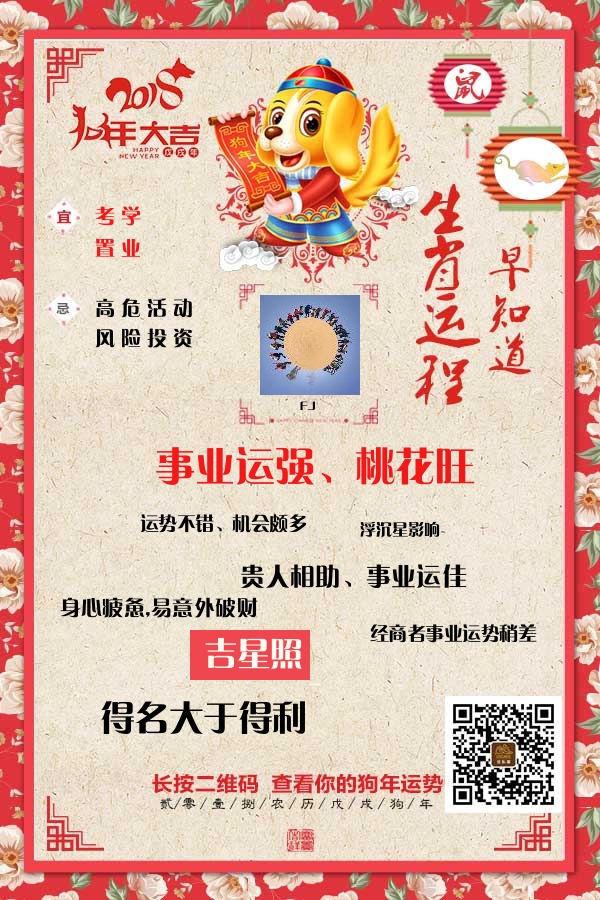 2018
狗年大吉
HAPPY
NEW YEAR
戊戌年
狗年大吉
鼠
宜
考学
置业
忌
高危活动
风险投资
生肖运程
早知道
FJ
HAPPY CHINESE NEW YEAR
事业运强、桃花旺
运势不错、机会颇多
浮沉星影响
贵人相助、事业运佳
身心疲惫,易意外破财
经商者事业运势稍差
吉星照
得名大于得利
长按二维码 查看你的狗年运势
贰/零/壹/捌/农/历/戊/戌/狗/年